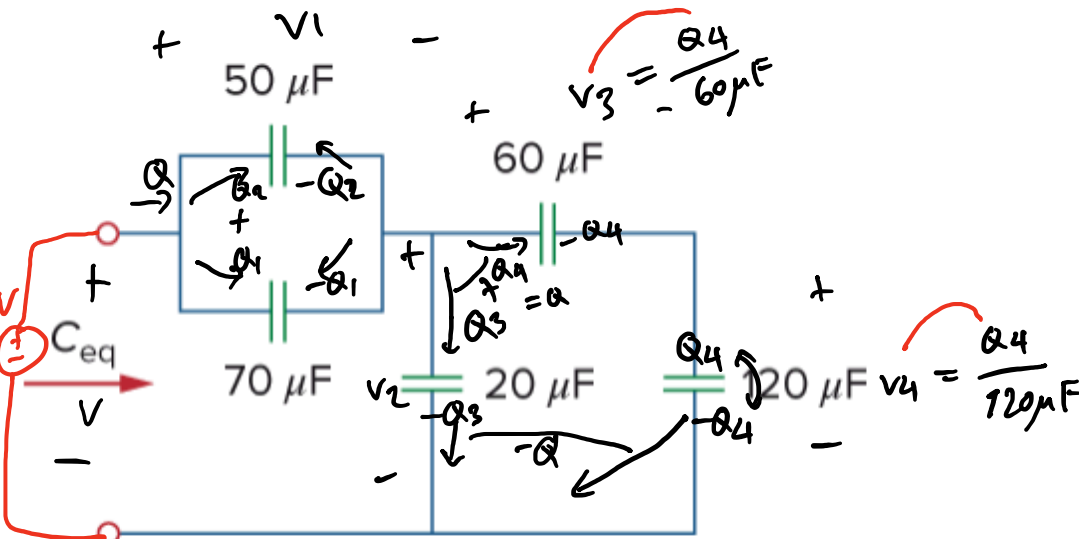 + V1 -
50 μF
v3 = Q4/60μF
+ -
60 μF
Q
Q2 -Q2
+
Q1 -Q1
-Q4
+ Q4
+ = Q
Q3
+
V
+
-
Ceq
V
-
70 μF
v2 20 μF
-Q3
-Q
-
Q4
120 μF
-Q4
+
v4 = Q4/120μF
-